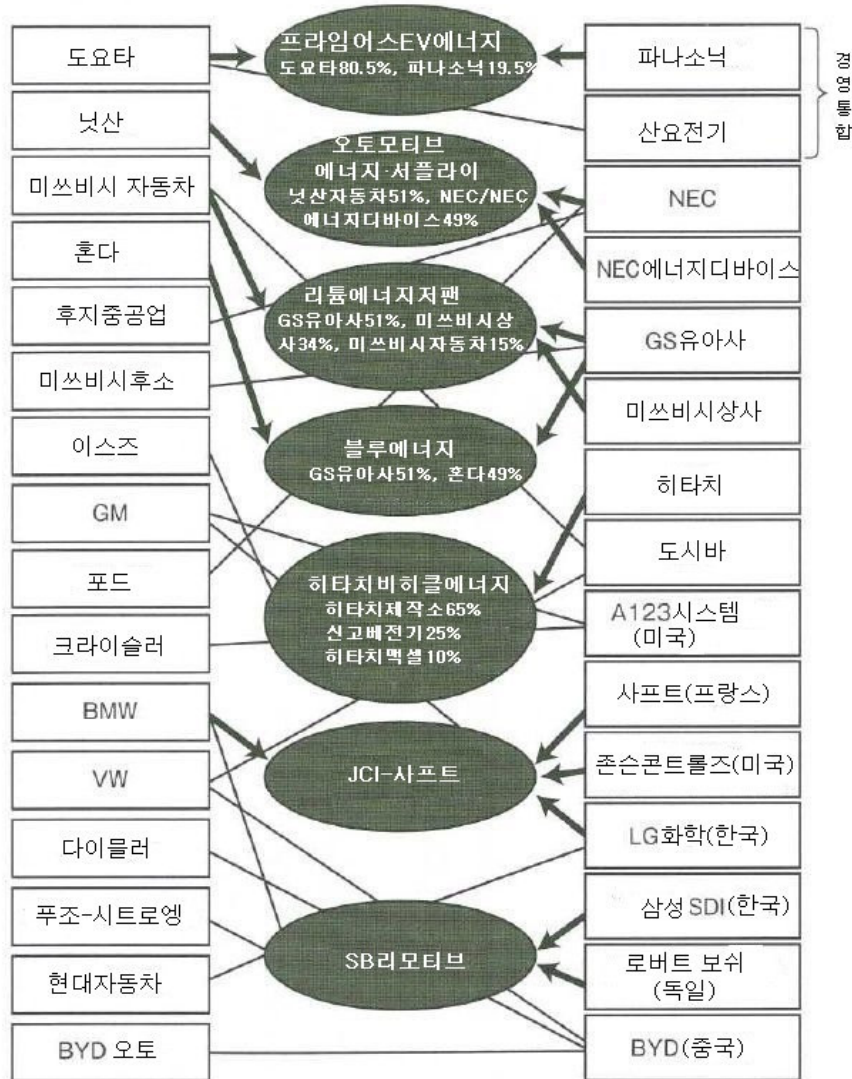 도요타
닛산
미쓰비시 자동차
혼다
후지중공업
미쓰비시후소
이스즈
GM
포드
크라이슬러
BMW
VW
다이믈러
푸조-시트로엥
현대자동차
BYD 오토
프라임어스EV에너지
도요타80.5%, 파나소닉19.5%
오토모티브
에너지·서플라이
닛산자동차51%, NEC/NEC
에너지디바이스49%
리튬에너지저팬
GS유아사51%, 미쓰비시상
사34%, 미쓰비시자동차15%
블루에너지
GS유아사51%, 혼다49%
히타치비히클에너지
히타치제작소65%
신고베전기25%
히타치맥셀10%
JCI-사프트
SB리모티브
파나소닉
산요전기
NEC
NEC에너지디바이스
GS유아사
미쓰비시상사
히타치
도시바
A123시스템
(미국)
사프트(프랑스)
존슨콘트롤즈(미국)
LG화학(한국)
삼성 SDI(한국)
로버트 보쉬
(독일)
BYD(중국)
경영통합